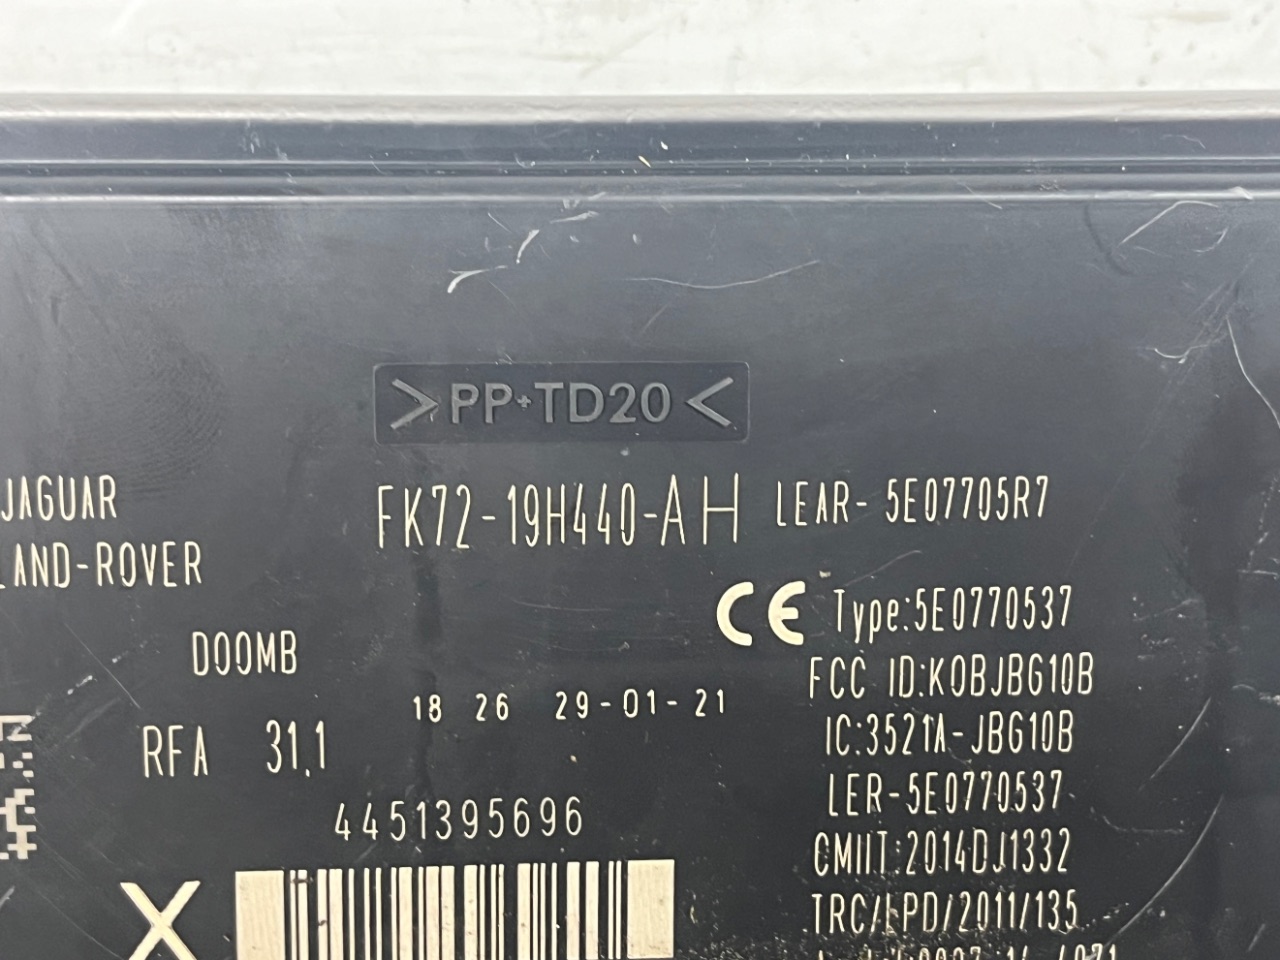 >PP+TD20<
JAGUAR
LAND-ROVER
FK72-19H440-AH LEAR- 5E07705R7
CE Type:5E0770537
D00MB
FCC ID:K0BJBG10B
18 26 29-01-21
IC:3521A-JBG10B
RFA 31.1
LER-5E0770537
4451395696
CMIIT:2014DJ1332
X
TRC/LPD/2011/135